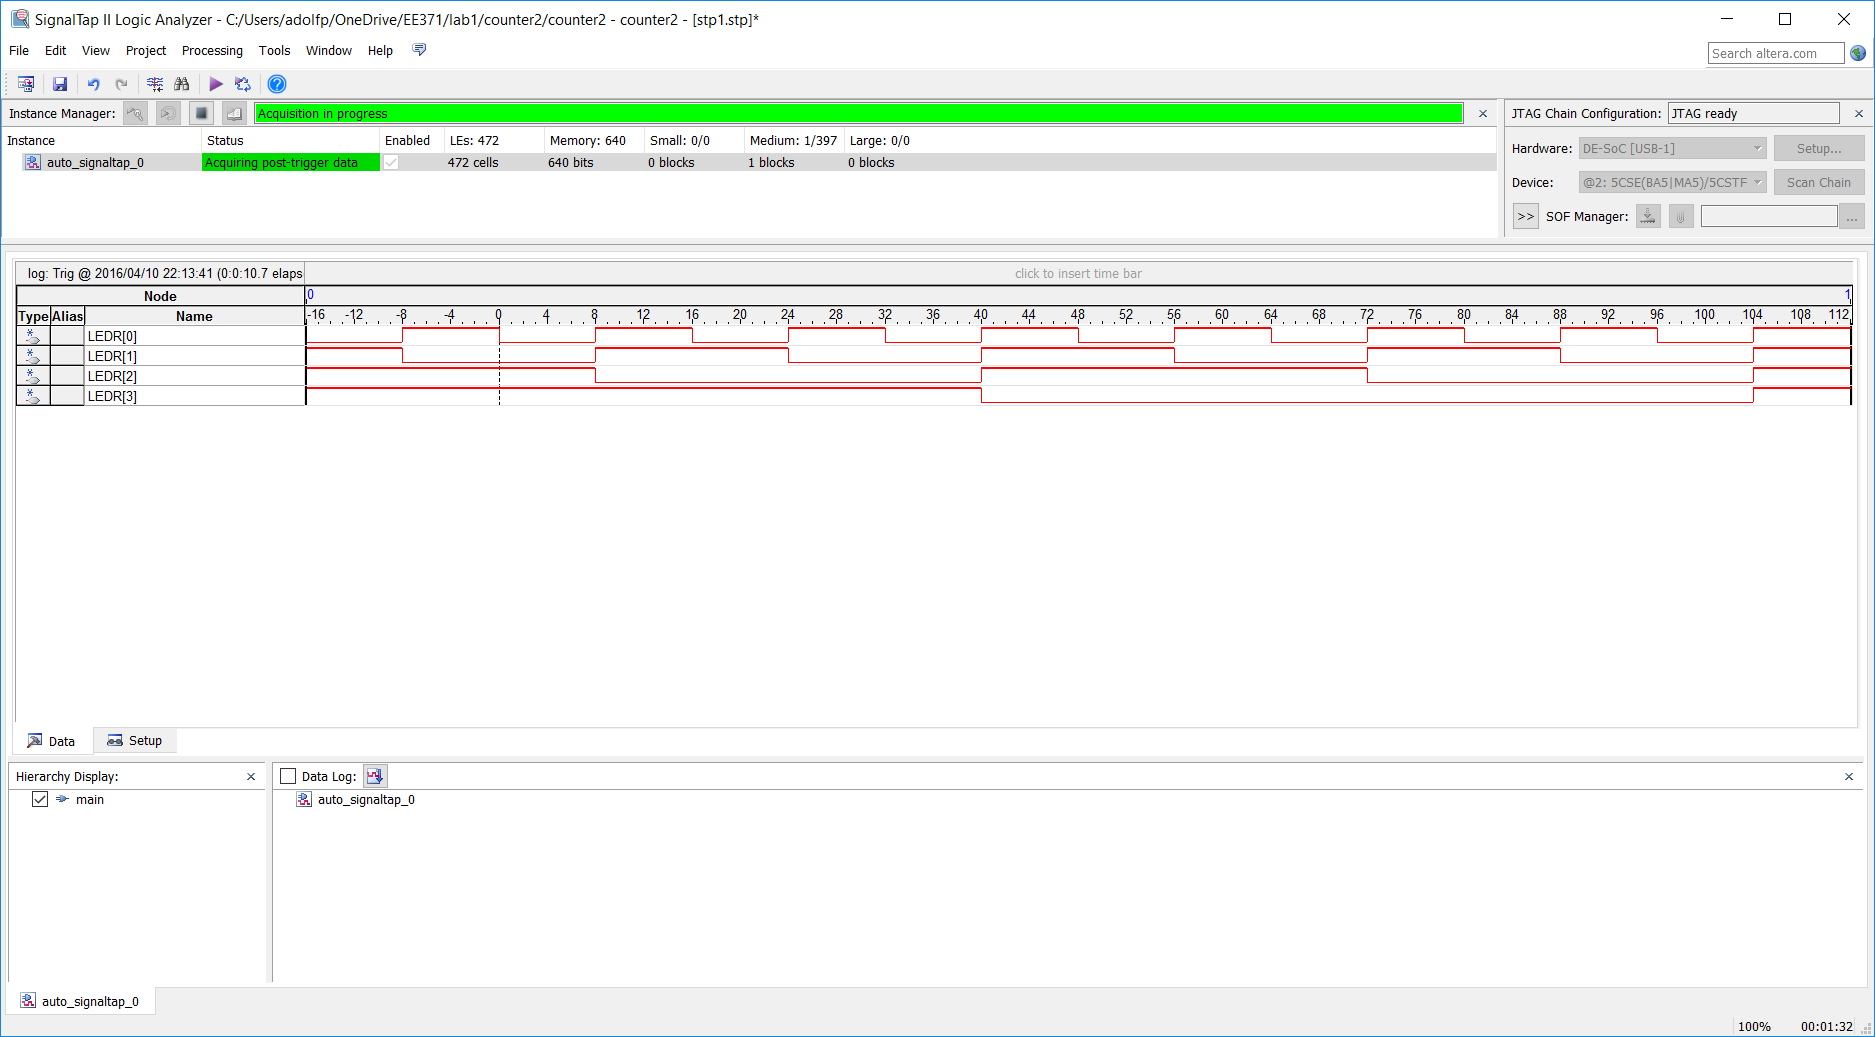 SignalTap II Logic Analyzer - C:/Users/adolfp/OneDrive/EE371/lab1/counter2/counter2 - counter2 - [stp1.stp]*
File Edit View Project Processing Tools Window Help
Search altera.com
Instance Manager: Acquisition in progress
JTAG Chain Configuration: JTAG ready
Instance Status Enabled LEs: 472 Memory: 640 Small: 0/0 Medium: 1/397 Large: 0/0
auto_signaltap_0 Acquiring post-trigger data 472 cells 640 bits 0 blocks 1 blocks 0 blocks
Hardware: DE-SoC [USB-1] Setup...
Device: @2: 5CSE(BA5|MA5)/5CSTF Scan Chain
>> SOF Manager: ...
log: Trig @ 2016/04/10 22:13:41 (0:0:10.7 elaps
click to insert time bar
Node 0 1
Type Alias Name -16 -12 -8 -4 0 4 8 12 16 20 24 28 32 36 40 44 48 52 56 60 64 68 72 76 80 84 88 92 96 100 104 108 112
LEDR[0]
LEDR[1]
LEDR[2]
LEDR[3]
Data Setup
Hierarchy Display:
main
Data Log:
auto_signaltap_0
auto_signaltap_0
100% 00:01:32